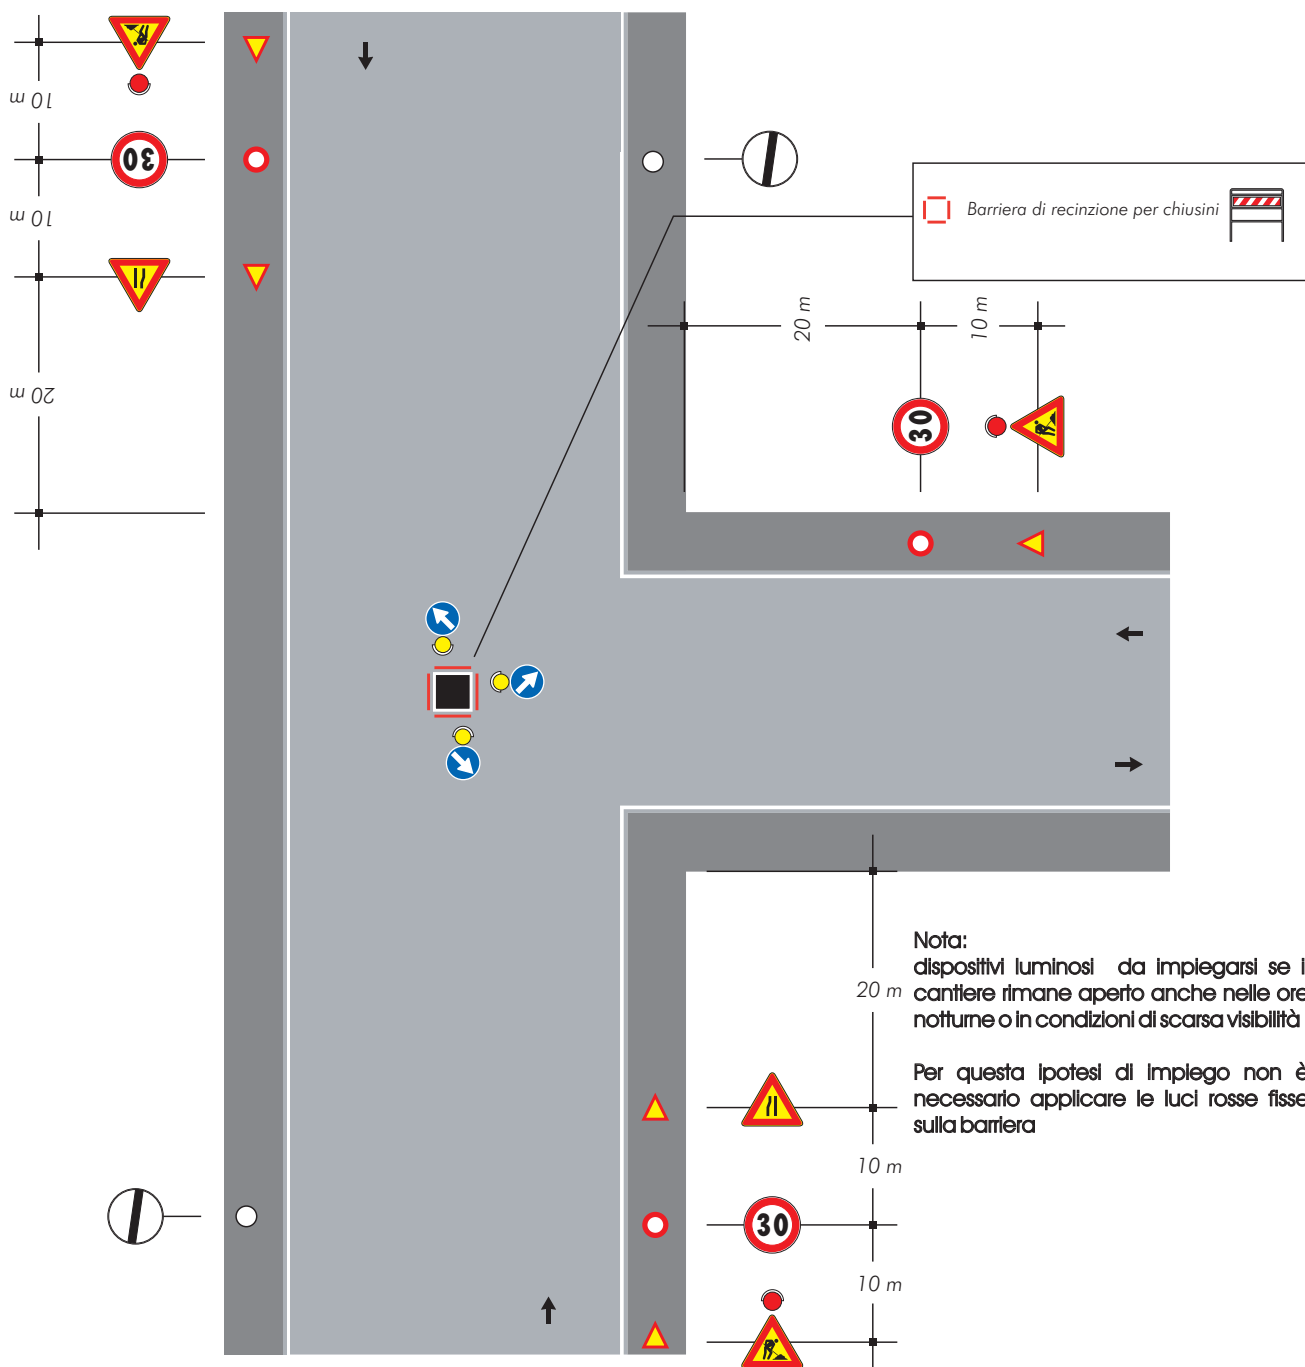 10 m
30
10 m
20 m
Barriera di recinzione per chiusini
20 m
10 m
30
Nota:
dispositivi luminosi da impiegarsi se i
cantiere rimane aperto anche nelle ore
notturne o in condizioni di scarsa visibilità
20 m
Per questa ipotesi di impiego non è
necessario applicare le luci rosse fisse
sulla barriera
10 m
30
10 m